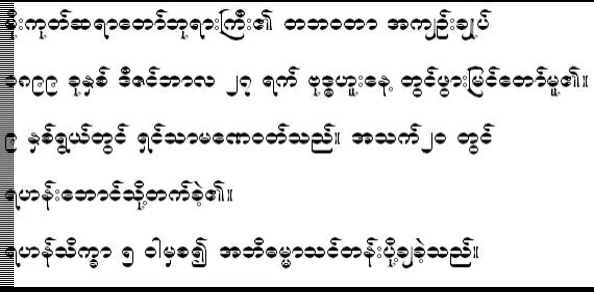 မိုးကုတ်ဆရာတော်ဘုရားကြီး၏ တဘဝတာ အကျဉ်းချုပ်
၁၈၉၉ ခုနှစ် ဒီဇင်ဘာလ ၂၇ ရက် ဗုဒ္ဓဟူးနေ့ တွင်ဖွားမြင်တော်မူ၏။
၉ နှစ်ရွယ်တွင် ရှင်သာမဏေဝတ်သည်။ အသက်၂၀ တွင်
ရဟန်းဘောင်သို့တက်ခဲ့၏။
ရဟန်သိက္ခာ ၅ ဝါမှစ၍ အဘိဓမ္မာသင်တန်းပို့ချခဲ့သည်။